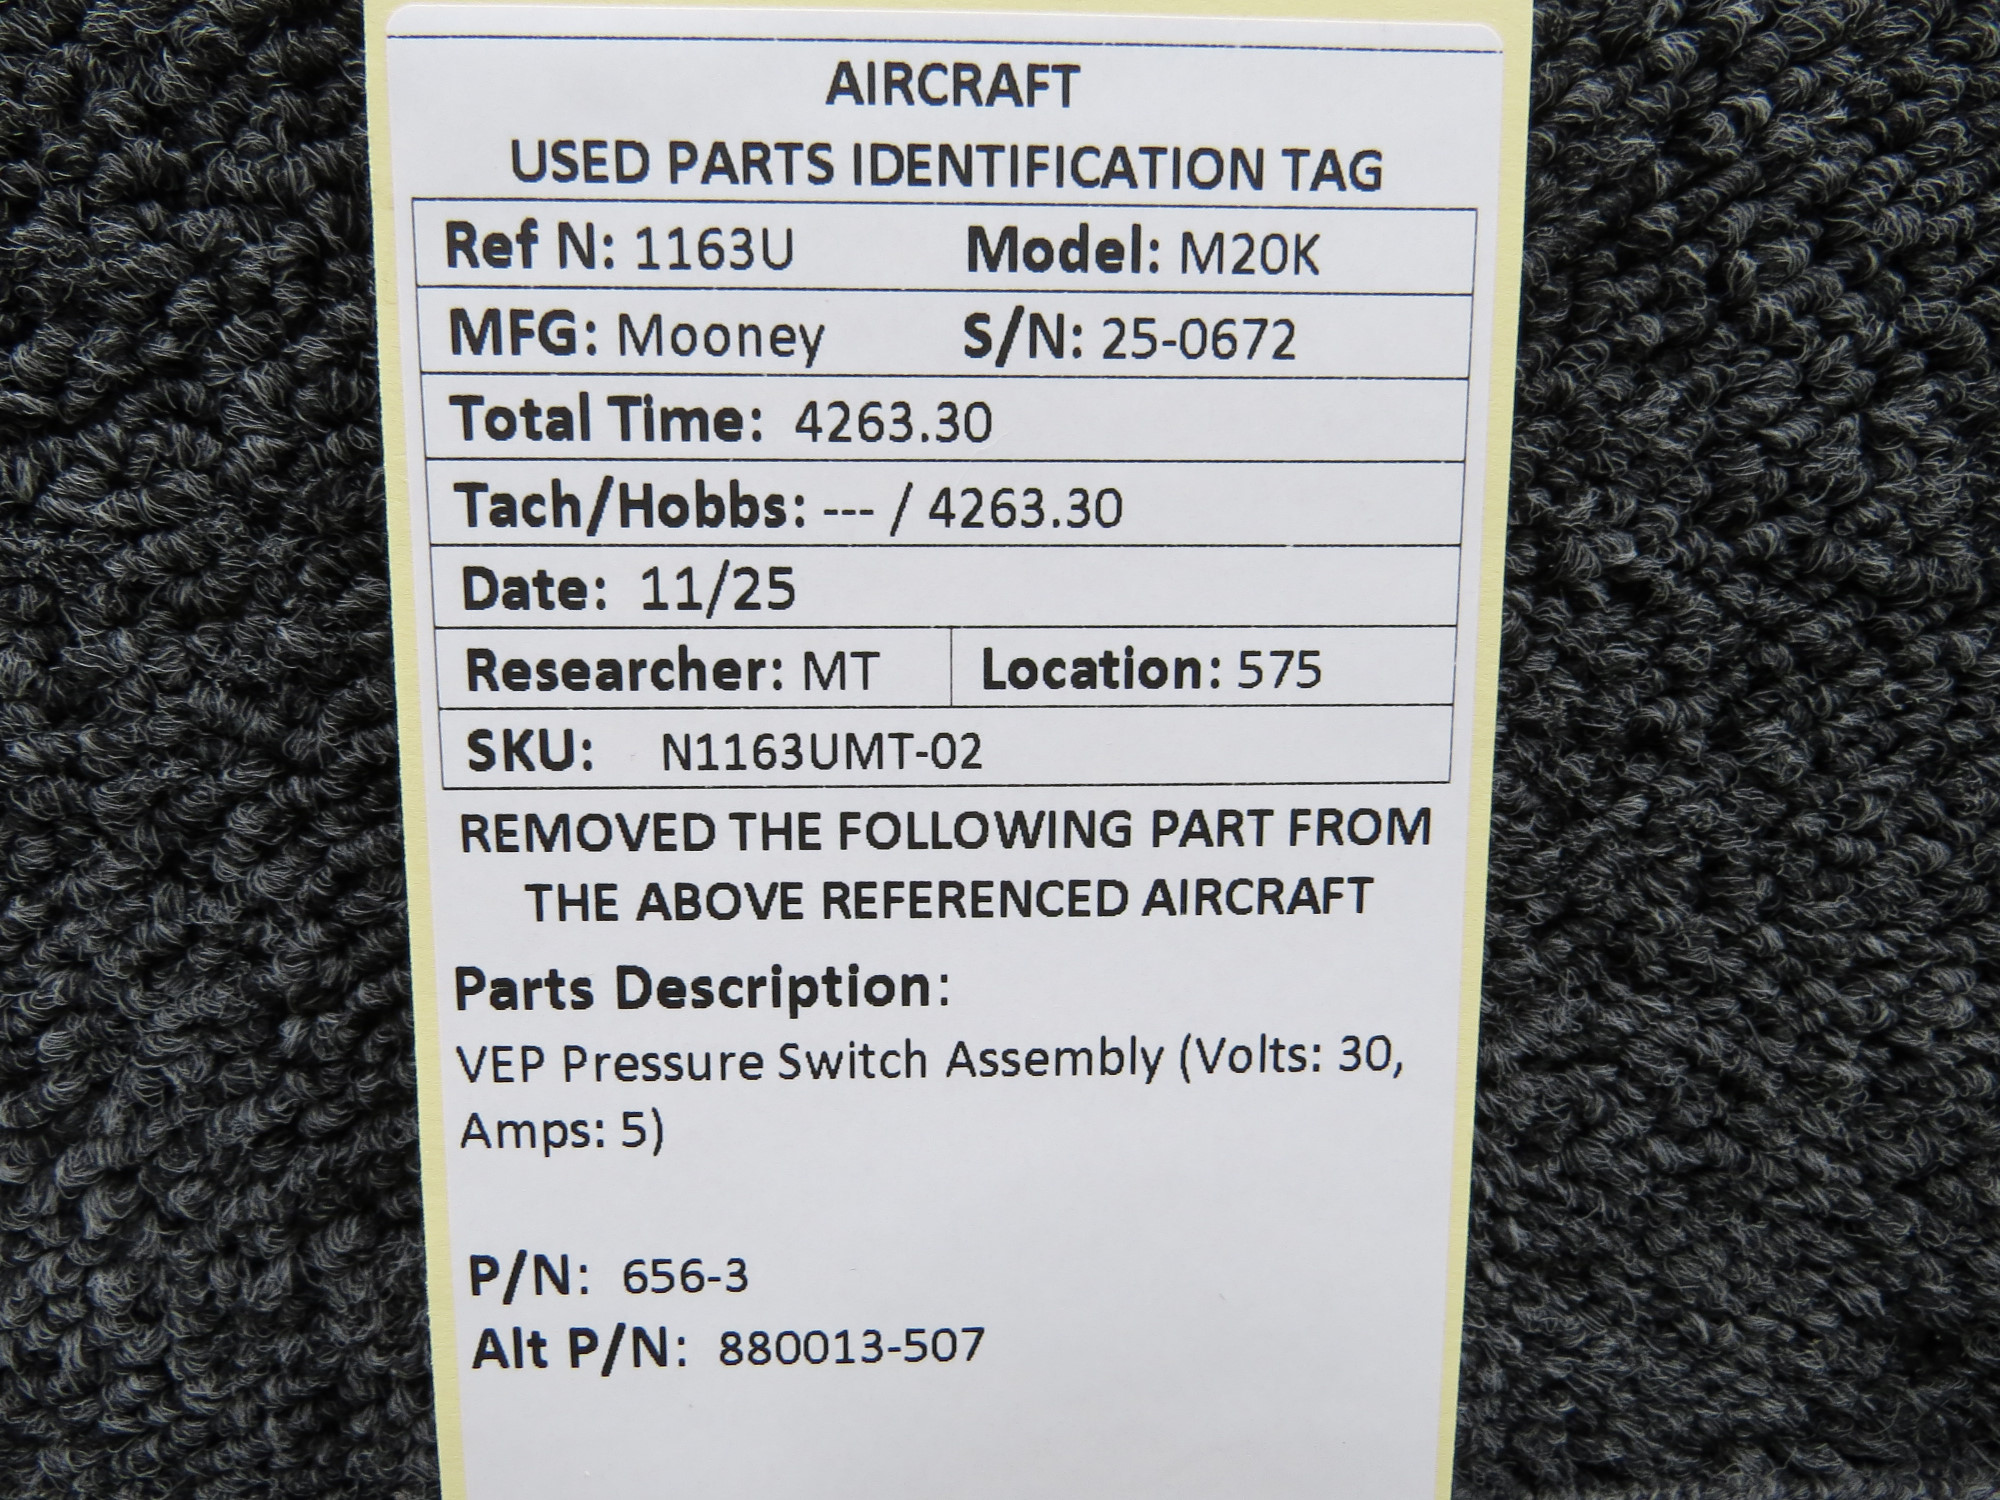 AIRCRAFT
USED PARTS IDENTIFICATION TAG
Ref N: 1163U Model: M20K
MFG: Mooney S/N: 25-0672
Total Time: 4263.30
Tach/Hobbs: --- / 4263.30
Date: 11/25
Researcher: MT Location: 575
SKU: N1163UMT-02
REMOVED THE FOLLOWING PART FROM
THE ABOVE REFERENCED AIRCRAFT
Parts Description:
VEP Pressure Switch Assembly (Volts: 30,
Amps: 5)
P/N: 656-3
Alt P/N: 880013-507